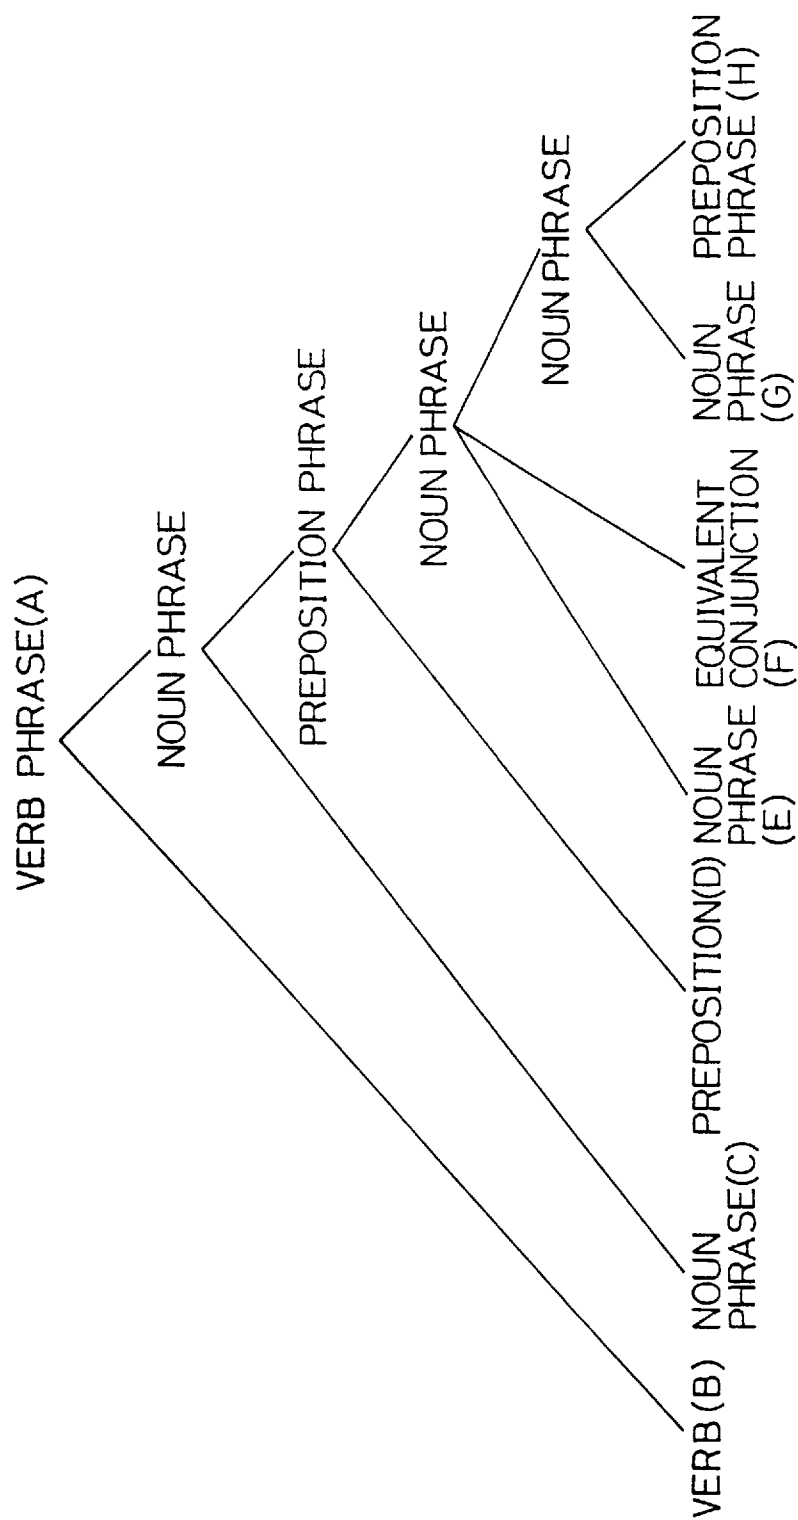 VERB PHRASE(A)
NOUN PHRASE
PREPOSITION PHRASE
NOUN PHRASE
NOUN PHRASE
VERB(B)
NOUN
PHRASE(C)
PREPOSITION(D)
NOUN
PHRASE
(E)
EQUIVALENT
CONJUNCTION
(F)
NOUN
PHRASE
(G)
PREPOSITION
PHRASE (H)